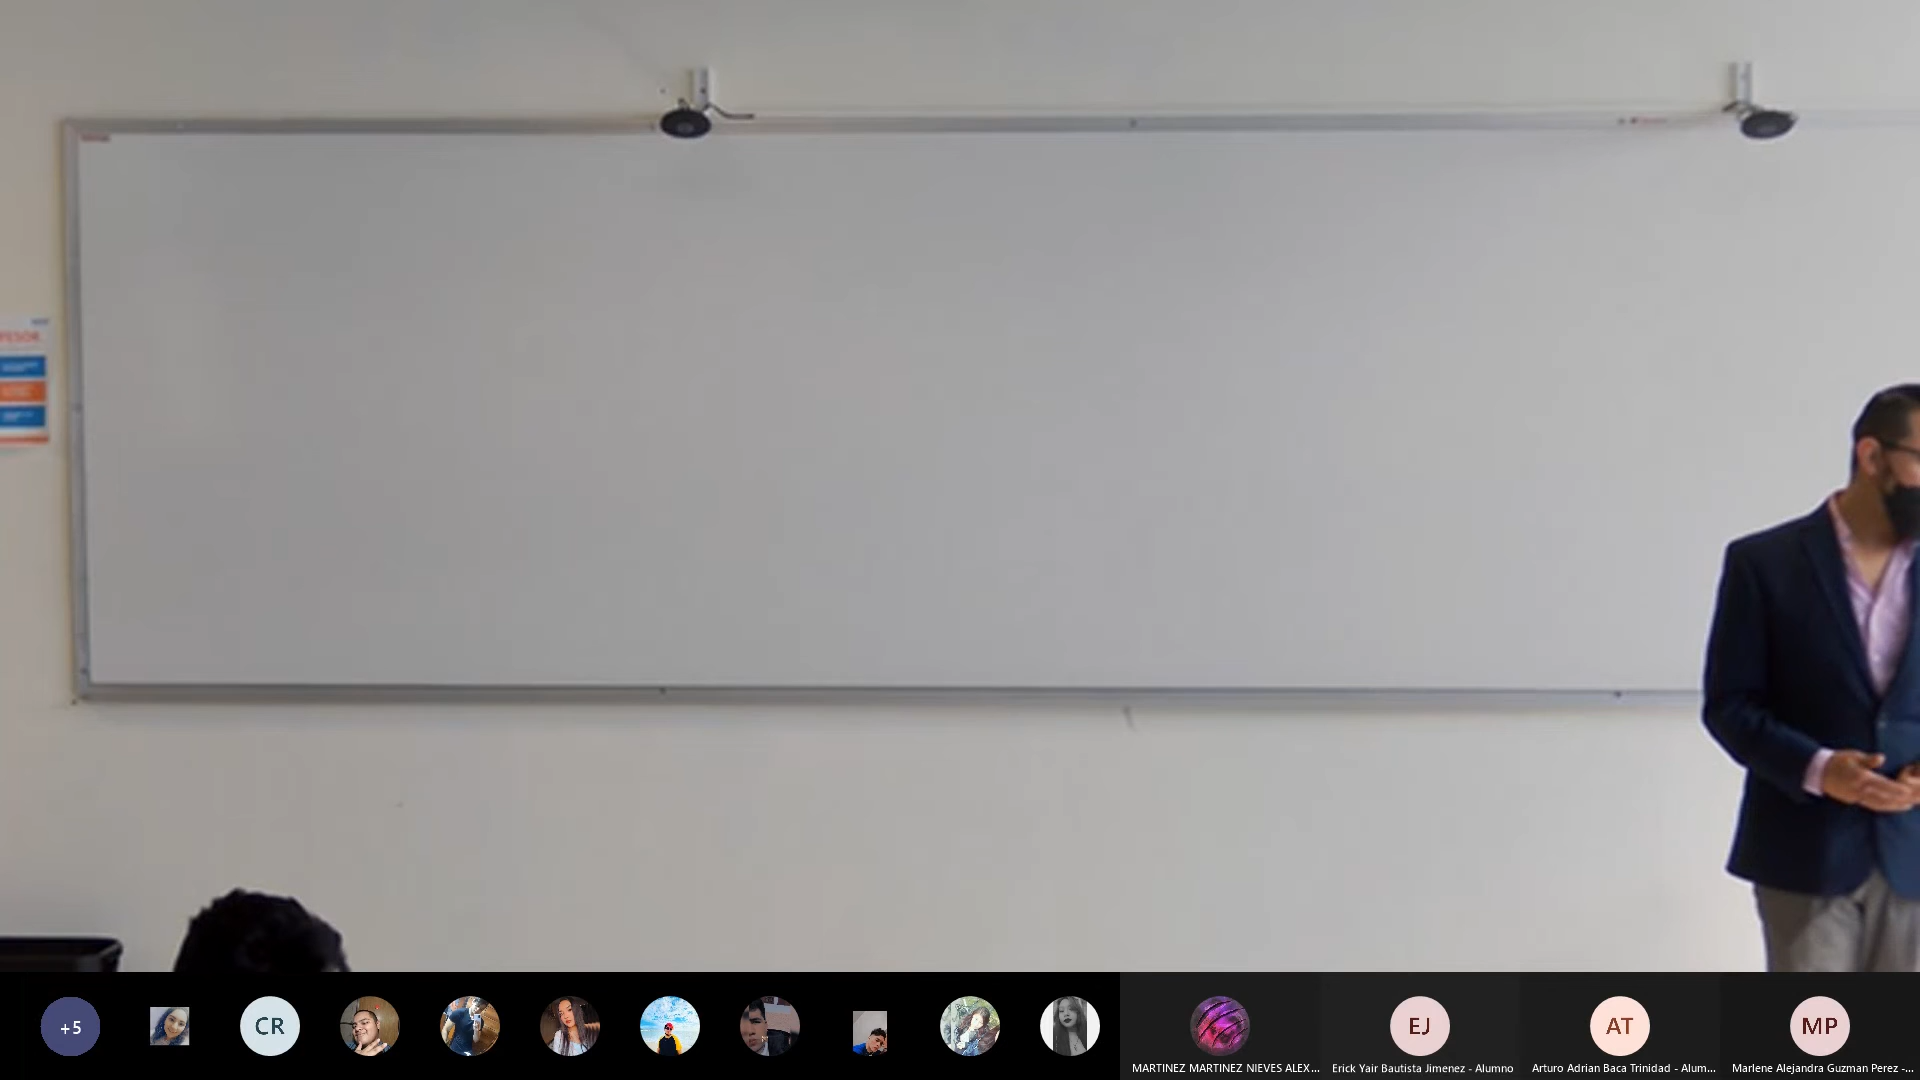 +5
CR
EJ
AT
MP
MARTINEZ MARTINEZ NIEVES ALEX...
Erick Yair Bautista Jimenez - Alumno
Arturo Adrian Baca Trinidad - Alum...
Marlene Alejandra Guzman Perez -...